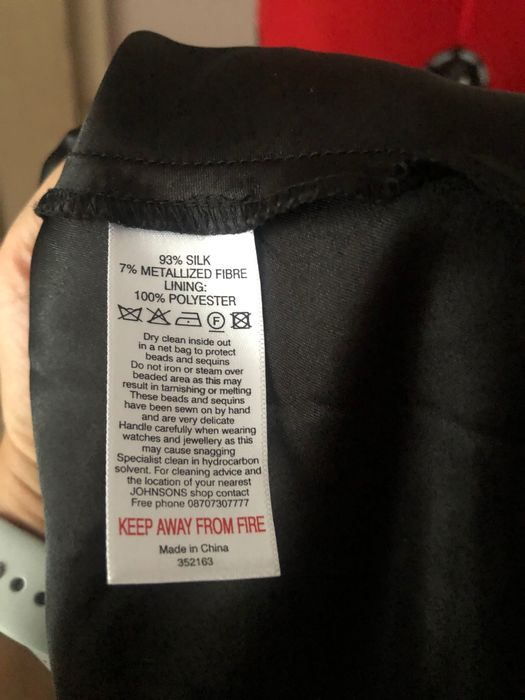 93% SILK
7% METALLIZED FIBRE
LINING:
100% POLYESTER
F
Dry clean inside out
in a net bag to protect
beads and sequins
Do not iron or steam over
beaded area as this may
result in tarnishing or melting
These beads and sequins
have been sewn on by hand
and are very delicate
Handle carefully when wearing
watches and jewellery as this
may cause snagging
Specialist clean in hydrocarbon
solvent. For cleaning advice and
the location of your nearest
JOHNSONS shop contact
Free phone 08707307777
KEEP AWAY FROM FIRE
Made in China
352163